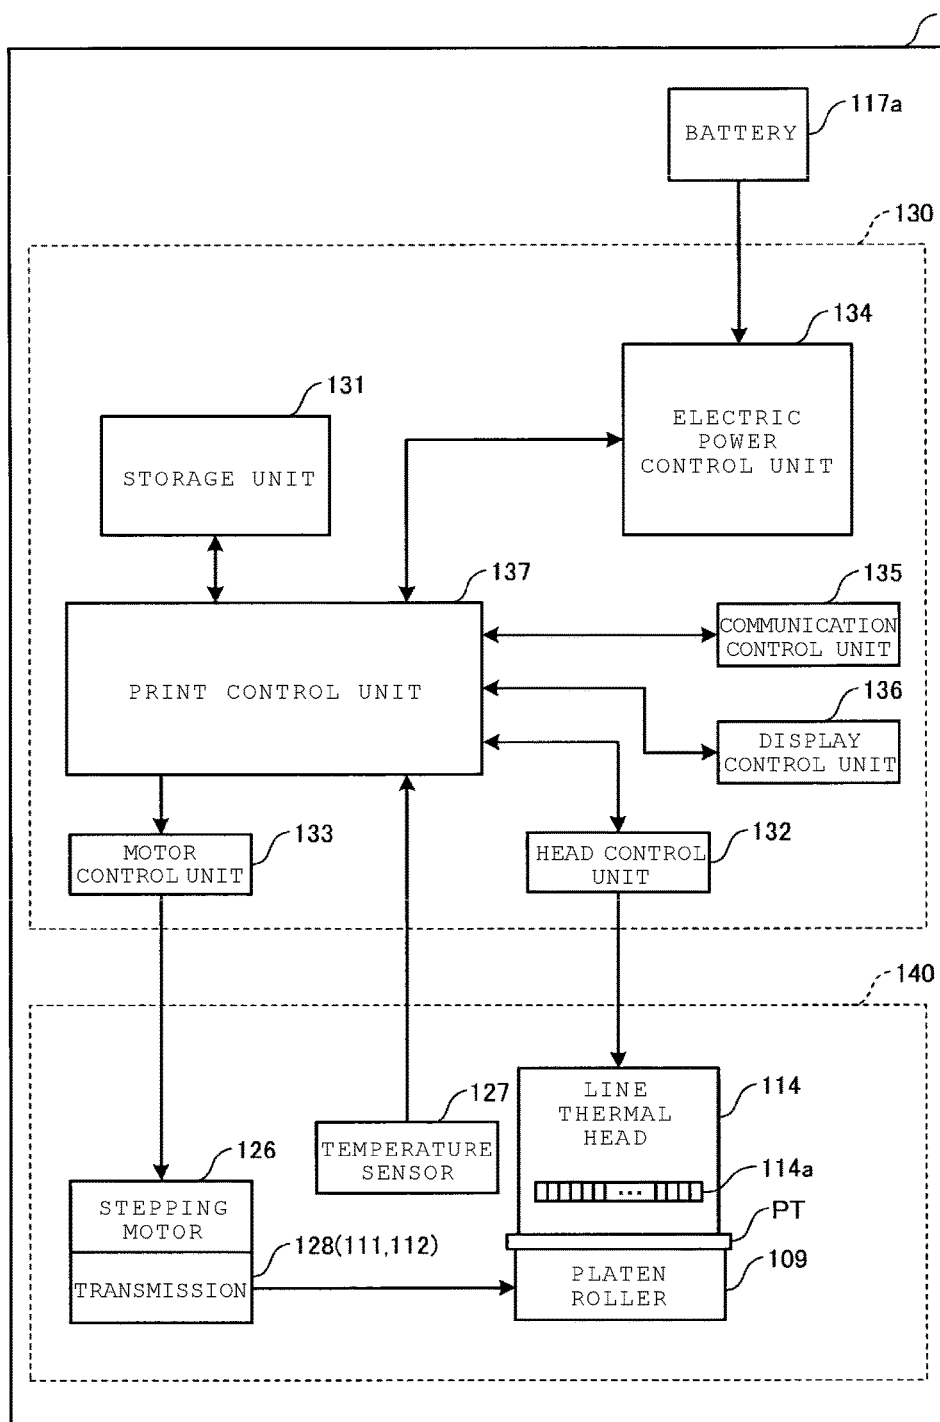 117a
BATTERY
130
134
ELECTRIC
POWER
CONTROL UNIT
131
STORAGE UNIT
137
135
COMMUNICATION
CONTROL UNIT
PRINT CONTROL UNIT
136
DISPLAY
CONTROL UNIT
133
MOTOR
CONTROL UNIT
132
HEAD CONTROL
UNIT
140
LINE
THERMAL
HEAD
114
127
TEMPERATURE
SENSOR
126
114a
...
STEPPING
MOTOR
PT
128(111,112)
109
TRANSMISSION
PLATEN
ROLLER